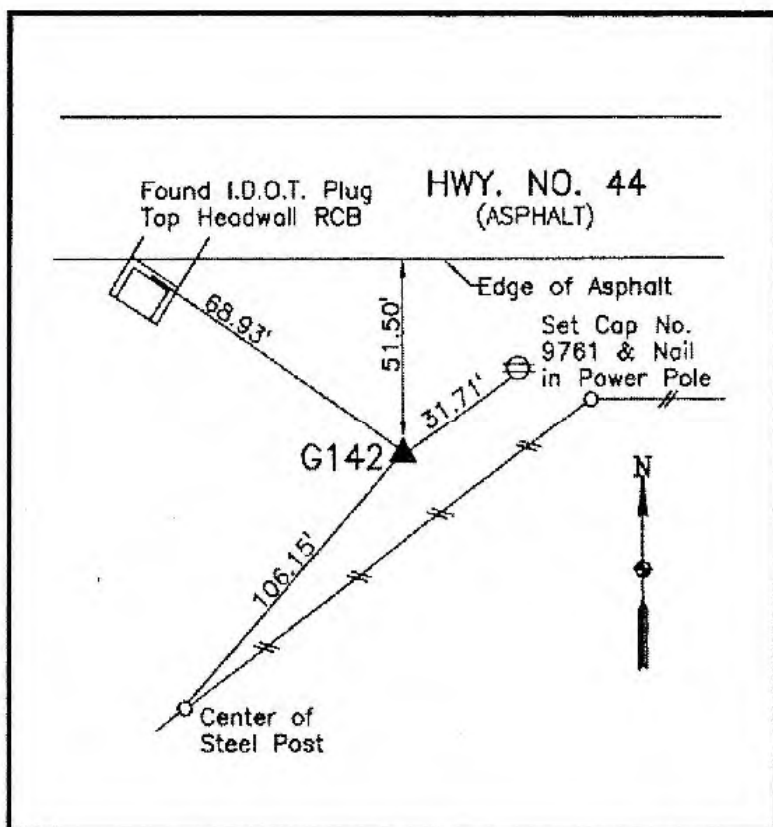 Found I.D.O.T. Plug
Top Headwall RCB
HWY. NO. 44
(ASPHALT)
68.93'
51.50'
Edge of Asphalt
Set Cap No.
9761 & Nail
in Power Pole
31.71'
G142
N
106.15'
Center of
Steel Post